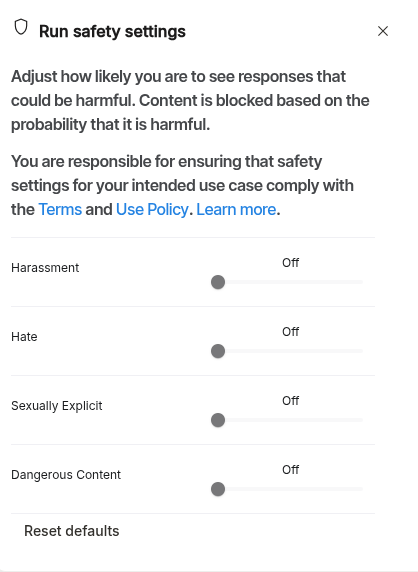 Run safety settings
Adjust how likely you are to see responses that
could be harmful. Content is blocked based on the
probability that it is harmful.
You are responsible for ensuring that safety
settings for your intended use case comply with
the Terms and Use Policy. Learn more.
Harassment
Off
Hate
Off
Sexually Explicit
Off
Dangerous Content
Off
Reset defaults